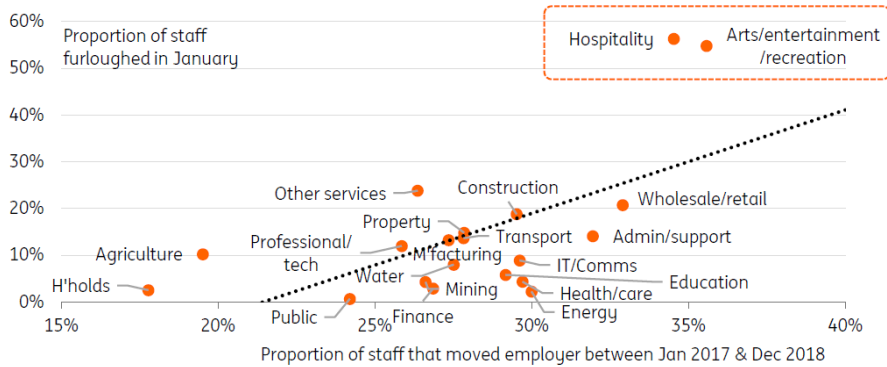 60%
Proportion of staff
furloughed in January
Hospitality
Arts/entertainment
/recreation
50%
40%
30%
Other services
Construction
20%
Wholesale/retail
Property
Transport
Admin/support
Professional/
tech
M'facturing
10%
Agriculture
Water
IT/Comms
Education
H'holds
Mining
Health/care
0%
Public
Fin
Energy
15%
20%
25%
30%
35%
40%
Proportion of staff that moved employer between Jan 2017 & Dec 2018